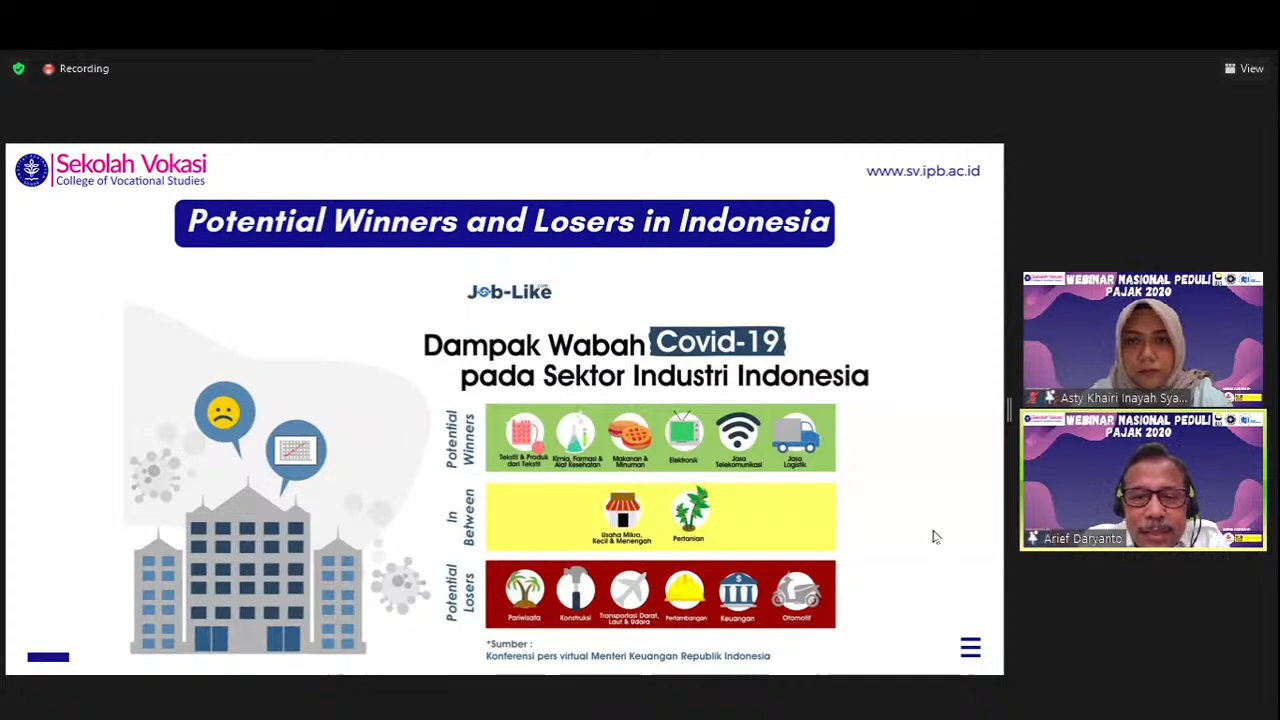 Recording
View
Sekolah Vokasi
College of Vocational Studies
www.sv.ipb.ac.id
Potential Winners and Losers in Indonesia
Job-Like
Dampak Wabah Covid-19
pada Sektor Industri Indonesia
Potential
Winners
Tekstil & Produk
dari Tekstil
Kimia, Farmasi &
Alat Kesehatan
Makanan &
Minuman
Elektronik
Jasa
Telekomunikasi
Jasa
Logistik
In
Between
Usaha Mikro,
Kecil & Menengah
Pertanian
Potential
Losers
Pariwisata
Konstruksi
Transportasi Darat,
Laut & Udara
Pertambangan
Keuangan
Otomotif
*Sumber :
Konferensi pers virtual Menteri Keuangan Republik Indonesia
WEBINAR NASIONAL PEDULI
PAJAK 2020
Asty Khairi Inayah Sya...
WEBINAR NASIONAL PEDULI
PAJAK 2020
Arief Daryanto